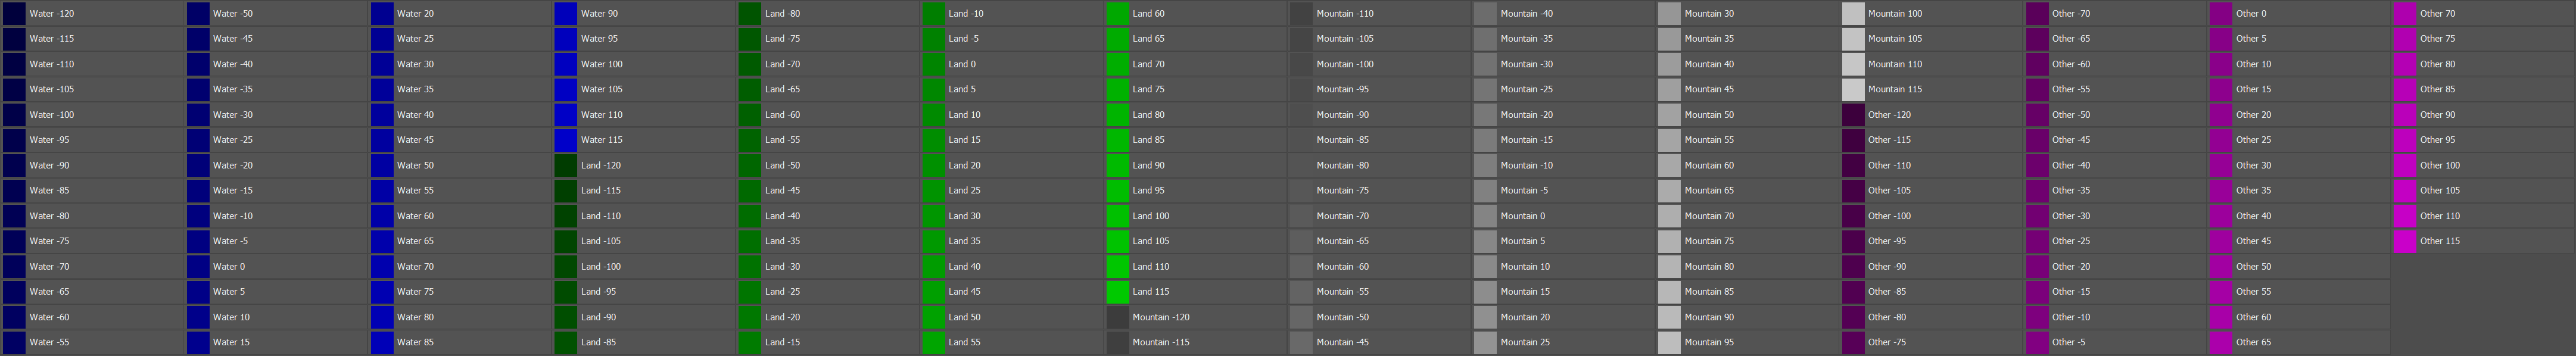 Water -120
Water -115
Water -110
Water -105
Water -100
Water -95
Water -90
Water -85
Water -80
Water -75
Water -70
Water -65
Water -60
Water -55
Water -50
Water -45
Water -40
Water -35
Water -30
Water -25
Water -20
Water -15
Water -10
Water -5
Water 0
Water 5
Water 10
Water 15
Water 20
Water 25
Water 30
Water 35
Water 40
Water 45
Water 50
Water 55
Water 60
Water 65
Water 70
Water 75
Water 80
Water 85
Water 90
Water 95
Water 100
Water 105
Water 110
Water 115
Land -120
Land -115
Land -110
Land -105
Land -100
Land -95
Land -90
Land -85
Land -80
Land -75
Land -70
Land -65
Land -60
Land -55
Land -50
Land -45
Land -40
Land -35
Land -30
Land -25
Land -20
Land -15
Land -10
Land -5
Land 0
Land 5
Land 10
Land 15
Land 20
Land 25
Land 30
Land 35
Land 40
Land 45
Land 50
Land 55
Land 60
Land 65
Land 70
Land 75
Land 80
Land 85
Land 90
Land 95
Land 100
Land 105
Land 110
Land 115
Mountain -120
Mountain -115
Mountain -110
Mountain -105
Mountain -100
Mountain -95
Mountain -90
Mountain -85
Mountain -80
Mountain -75
Mountain -70
Mountain -65
Mountain -60
Mountain -55
Mountain -50
Mountain -45
Mountain -40
Mountain -35
Mountain -30
Mountain -25
Mountain -20
Mountain -15
Mountain -10
Mountain -5
Mountain 0
Mountain 5
Mountain 10
Mountain 15
Mountain 20
Mountain 25
Mountain 30
Mountain 35
Mountain 40
Mountain 45
Mountain 50
Mountain 55
Mountain 60
Mountain 65
Mountain 70
Mountain 75
Mountain 80
Mountain 85
Mountain 90
Mountain 95
Mountain 100
Mountain 105
Mountain 110
Mountain 115
Other -120
Other -115
Other -110
Other -105
Other -100
Other -95
Other -90
Other -85
Other -80
Other -75
Other -70
Other -65
Other -60
Other -55
Other -50
Other -45
Other -40
Other -35
Other -30
Other -25
Other -20
Other -15
Other -10
Other -5
Other 0
Other 5
Other 10
Other 15
Other 20
Other 25
Other 30
Other 35
Other 40
Other 45
Other 50
Other 55
Other 60
Other 65
Other 70
Other 75
Other 80
Other 85
Other 90
Other 95
Other 100
Other 105
Other 110
Other 115